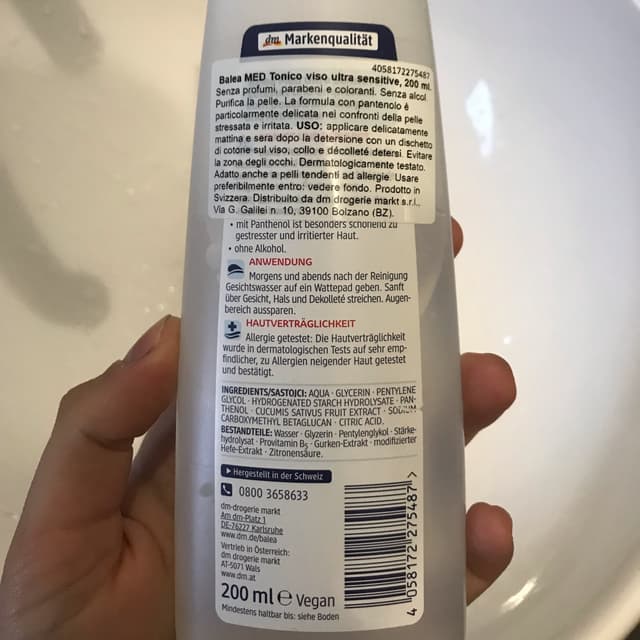 dm Markenqualität
4058172275487
Balea MED Tonico viso ultra sensitive, 200 ml.
Senza profumi, parabeni e coloranti. Senza alcol.
Purifica la pelle. La formula con pantenolo è
particolarmente delicata nei confronti della pelle
stressata e irritata. USO: applicare delicatamente
mattina e sera dopo la detersione con un dischetto
di cotone sul viso, collo e décolleté detersi. Evitare
la zona degli occhi. Dermatologicamente testato.
Adatto anche a pelli tendenti ad allergie. Usare
preferibilmente entro: vedere fondo. Prodotto in
Svizzera. Distribuito da dm drogerie markt s.r.l.,
Via G. Galilei n. 10, 39100 Bolzano (BZ).
• mit Panthenol ist besonders schonend zu
gestresster und irritierter Haut.
• ohne Alkohol.
ANWENDUNG
Morgens und abends nach der Reinigung
Gesichtswasser auf ein Wattepad geben. Sanft
über Gesicht, Hals und Dekolleté streichen. Augen-
bereich aussparen.
HAUTVERTRÄGLICHKEIT
Allergie getestet: Die Hautverträglichkeit
wurde in dermatologischen Tests auf sehr emp-
findlicher, zu Allergien neigender Haut getestet
und bestätigt.
INGREDIENTS/SASTOJCI: AQUA · GLYCERIN · PENTYLENE
GLYCOL · HYDROGENATED STARCH HYDROLYSATE · PAN-
THENOL · CUCUMIS SATIVUS FRUIT EXTRACT · SODIUM
CARBOXYMETHYL BETAGLUCAN · CITRIC ACID.
BESTANDTEILE: Wasser · Glyzerin · Pentylenglykol · Stärke-
hydrolysat · Provitamin B5 · Gurken-Extrakt · modifizierter
Hefe-Extrakt · Zitronensäure.
Hergestellt in der Schweiz
0800 3658633
dm-drogerie markt
Am dm-Platz 1
DE-76227 Karlsruhe
www.dm.de/balea
Vertrieb in Österreich:
dm drogerie markt
AT-5071 Wals
www.dm.at
200 ml e Vegan
Mindestens haltbar bis: siehe Boden
4 058172 275487 >